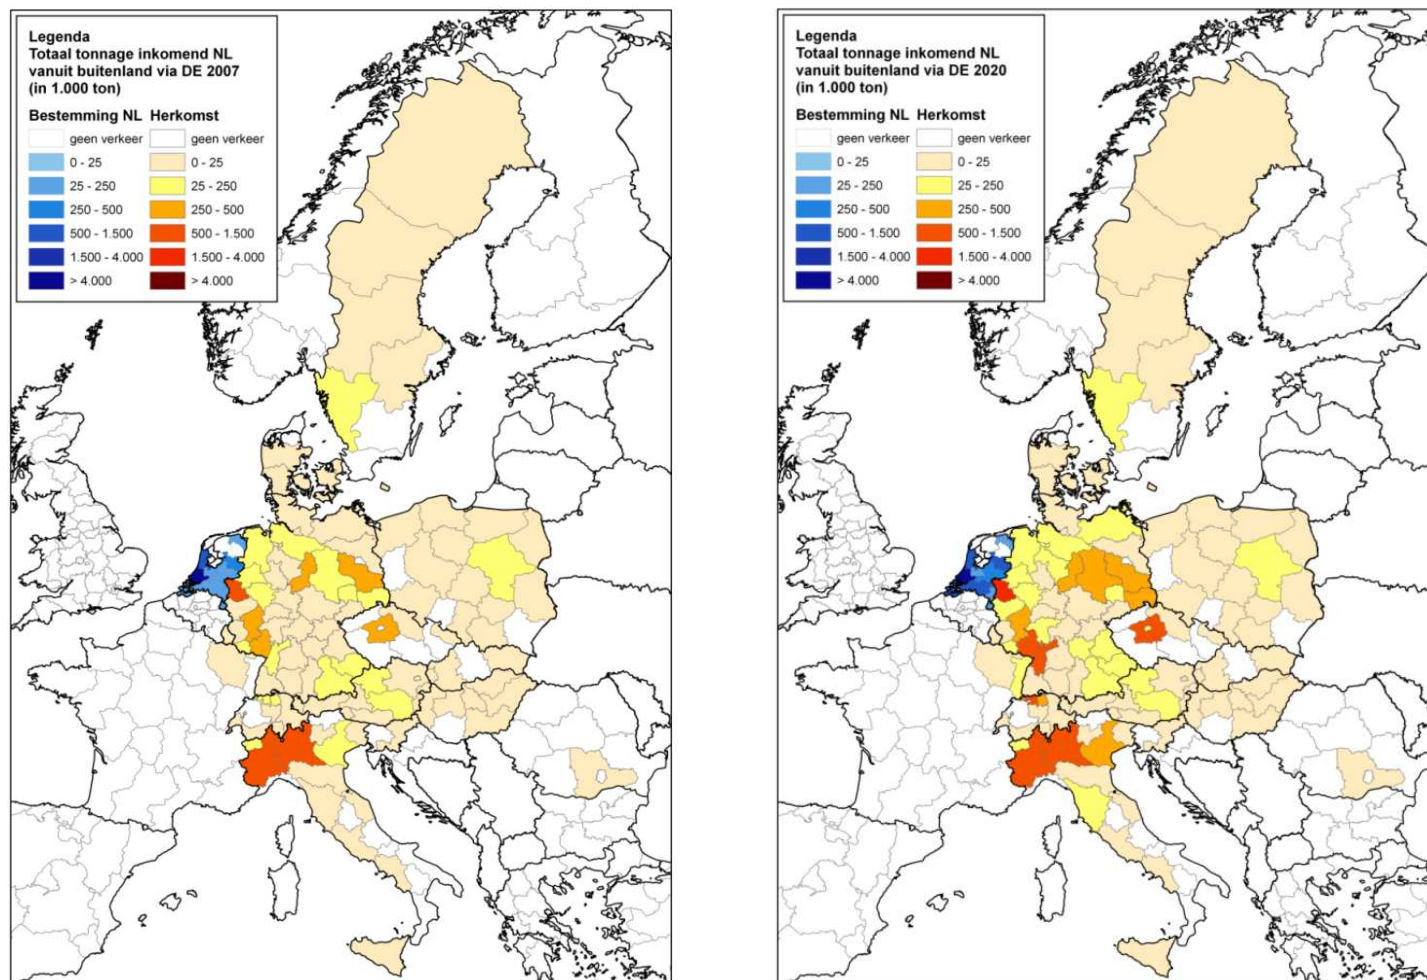 Legenda
Totaal tonnage inkomend NL
vanuit buitenland via DE 2007
(in 1.000 ton)
Bestemming NL Herkomst
geen verkeer geen verkeer
0 - 25 0 - 25
25 - 250 25 - 250
250 - 500 250 - 500
500 - 1.500 500 - 1.500
1.500 - 4.000 1.500 - 4.000
> 4.000 > 4.000
Legenda
Totaal tonnage inkomend NL
vanuit buitenland via DE 2020
(in 1.000 ton)
Bestemming NL Herkomst
geen verkeer geen verkeer
0 - 25 0 - 25
25 - 250 25 - 250
250 - 500 250 - 500
500 - 1.500 500 - 1.500
1.500 - 4.000 1.500 - 4.000
> 4.000 > 4.000